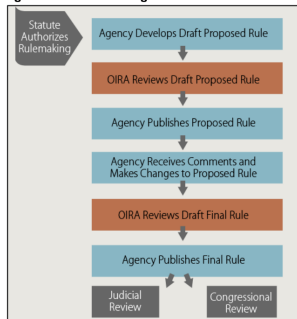 Statute
Authorizes
Rulemaking
Agency Develops Draft Proposed Rule
OIRA Reviews Draft Proposed Rule
Agency Publishes Proposed Rule
Agency Receives Comments and
Makes Changes to Proposed Rule
OIRA Reviews Draft Final Rule
Agency Publishes Final Rule
Judicial
Review
Congressional
Review